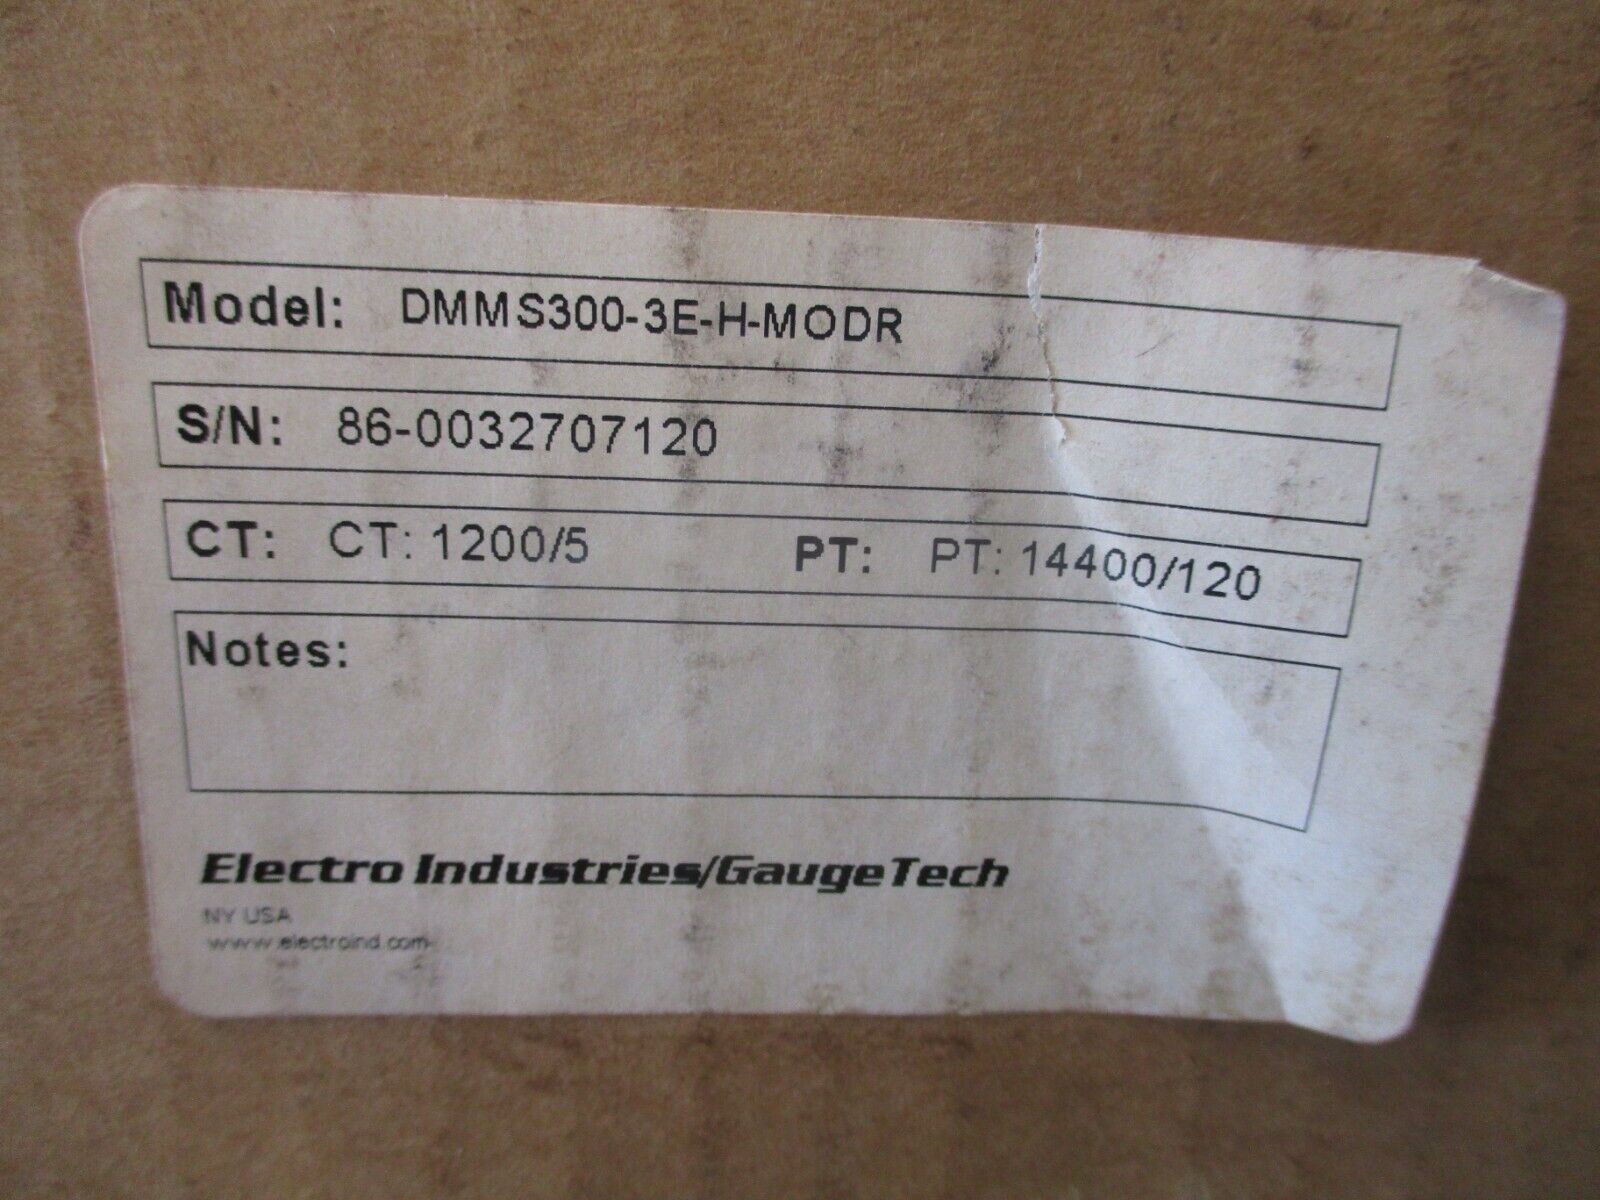 Model: DMMS300-3E-H-MODR
S/N: 86-0032707120
CT: CT: 1200/5 PT: PT: 14400/120
Notes:
Electro Industries/GaugeTech
NY USA
www.electroind.com